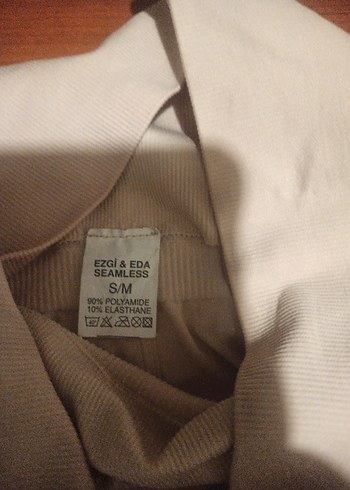 EZGİ & EDA
SEAMLESS
S/M
90% POLYAMIDE
10% ELASTHANE